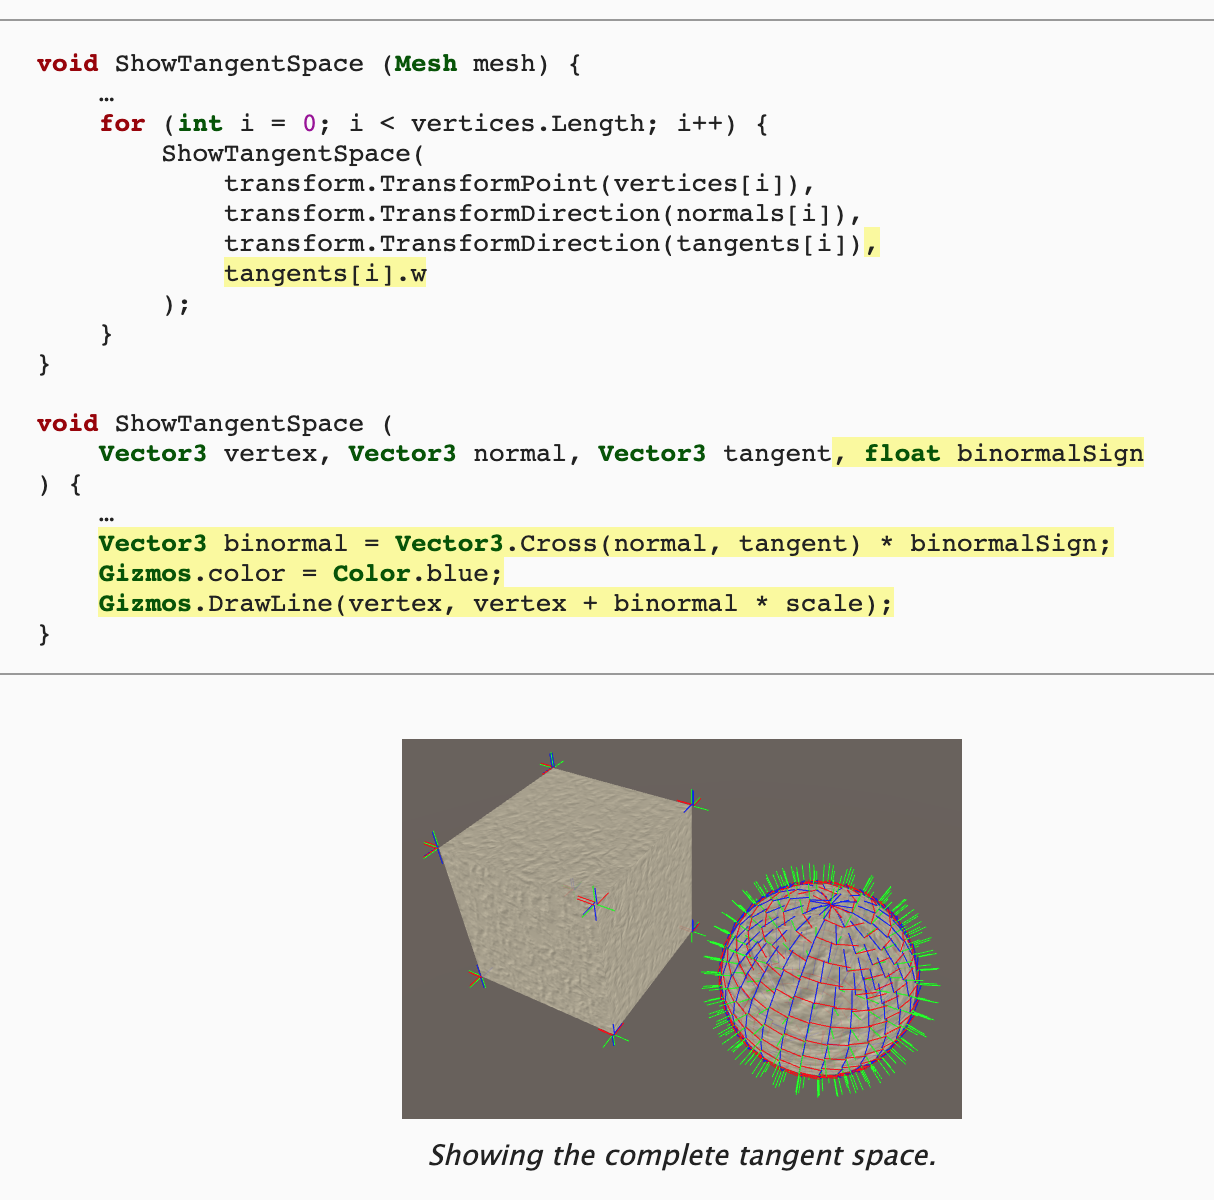 void ShowTangentSpace (Mesh mesh) {
…
for (int i = 0; i < vertices.Length; i++) {
ShowTangentSpace(
transform.TransformPoint(vertices[i]),
transform.TransformDirection(normals[i]),
transform.TransformDirection(tangents[i]),
tangents[i].w
);
}
}
void ShowTangentSpace (
Vector3 vertex, Vector3 normal, Vector3 tangent, float binormalSign
) {
…
Vector3 binormal = Vector3.Cross(normal, tangent) * binormalSign;
Gizmos.color = Color.blue;
Gizmos.DrawLine(vertex, vertex + binormal * scale);
}
Showing the complete tangent space.